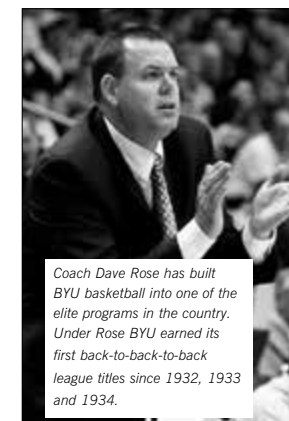 Coach Dave Rose has built
BYU basketball into one of the
elite programs in the country.
Under Rose BYU earned its
first back-to-back-to-back
league titles since 1932, 1933
and 1934.